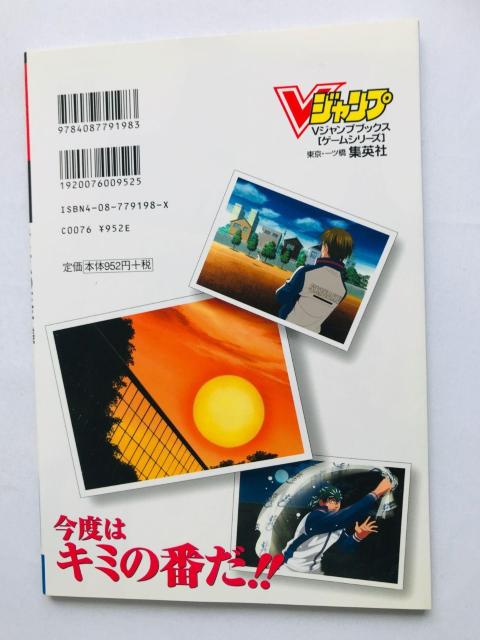 9784087791983
1920076009525
ISBN4-08-779198-X
C0076 ¥952E
定価 本体952円+税
Vジャンプ
Vジャンプブックス
[ゲームシリーズ]
東京・一ツ橋 集英社
今度は
キミの番だ!!